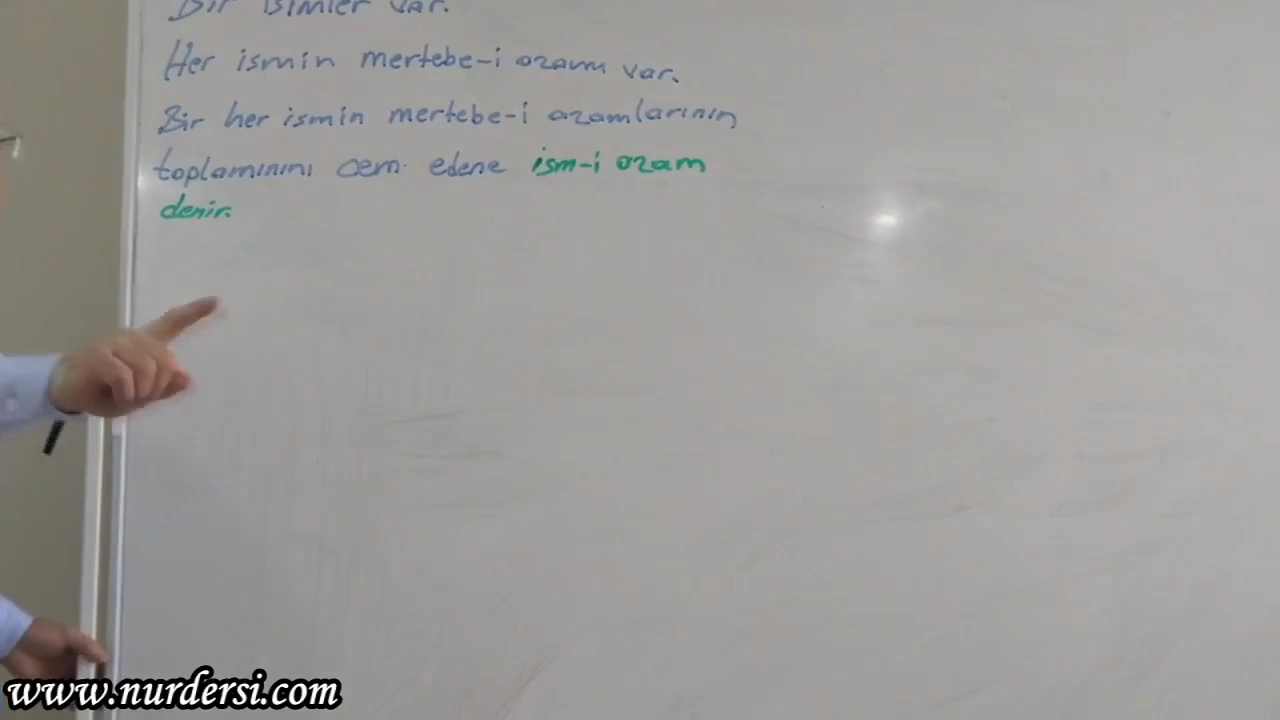 Bir isimler var.
Her ismin mertebe-i azamı var.
Bir her ismin mertebe-i azamlarının
toplamınını cem edene ism-i azam
denir.
www.nurdersi.com